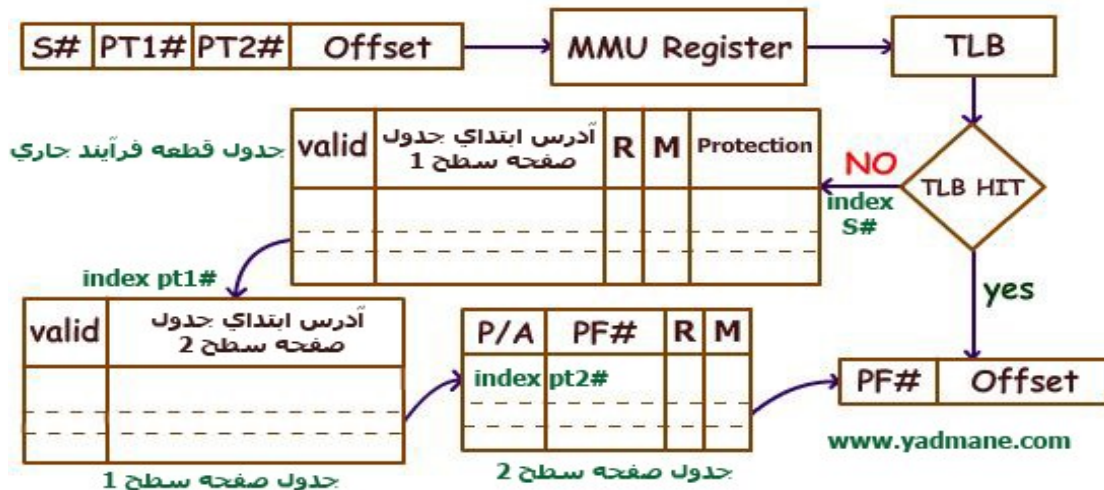 S# PT1# PT2# Offset
MMU Register
TLB
TLB HIT
NO
index
S#
yes
جدول قطعه فرآیند جاري
valid
آدرس ابتداي جدول
صفحه سطح 1
R
M
Protection
index pt1#
valid
آدرس ابتداي جدول
صفحه سطح 2
جدول صفحه سطح 1
P/A
PF#
R
M
index pt2#
جدول صفحه سطح 2
PF# Offset
www.yadmane.com